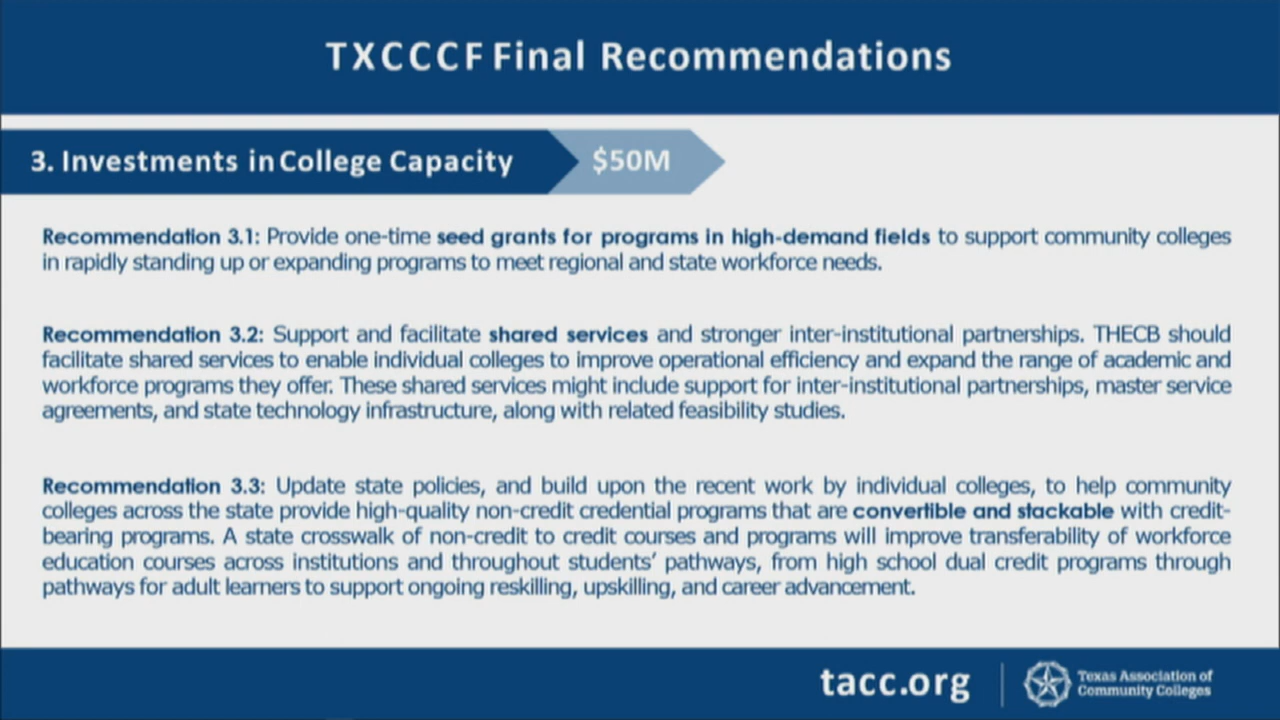 TXCCCF Final Recommendations
3. Investments in College Capacity
$50M
Recommendation 3.1: Provide one-time seed grants for programs in high-demand fields to support community colleges
in rapidly standing up or expanding programs to meet regional and state workforce needs.
Recommendation 3.2: Support and facilitate shared services and stronger inter-institutional partnerships. THECB should
facilitate shared services to enable individual colleges to improve operational efficiency and expand the range of academic and
workforce programs they offer. These shared services might include support for inter-institutional partnerships, master service
agreements, and state technology infrastructure, along with related feasibility studies.
Recommendation 3.3: Update state policies, and build upon the recent work by individual colleges, to help community
colleges across the state provide high-quality non-credit credential programs that are convertible and stackable with credit-
bearing programs. A state crosswalk of non-credit to credit courses and programs will improve transferability of workforce
education courses across institutions and throughout students' pathways, from high school dual credit programs through
pathways for adult learners to support ongoing reskilling, upskilling, and career advancement.
tacc.org
Texas Association of
Community Colleges